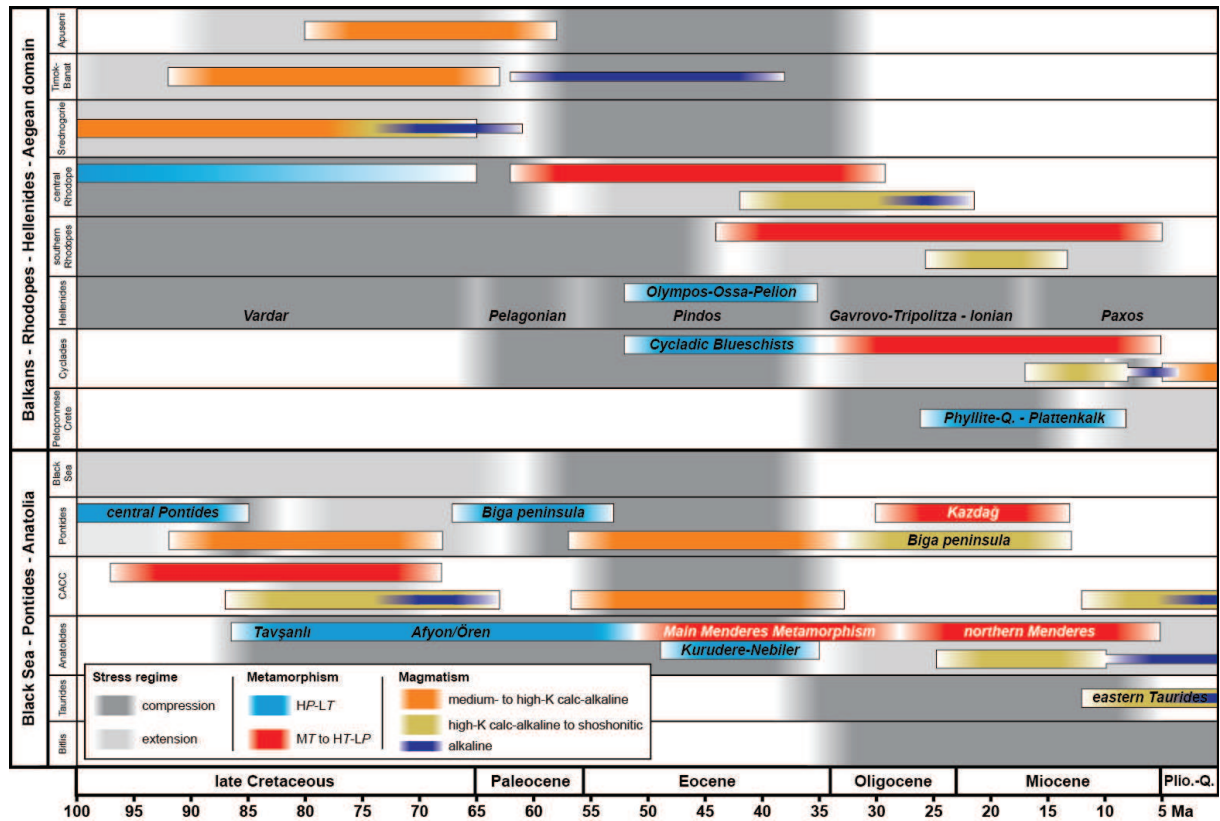 Balkans - Rhodopes - Hellenides - Aegean domain
Apuseni
Timok-
Banat
Srednogorie
central
Rhodope
southern
Rhodopes
Hellenides
Olympos-Ossa-Pelion
Vardar
Pelagonian
Pindos
Gavrovo-Tripolitza - Ionian
Paxos
Cyclades
Cycladic Blueschists
Peloponnese
Crete
Phyllite-Q. - Plattenkalk
Black Sea - Pontides - Anatolia
Black
Sea
Pontides
central Pontides
Biga peninsula
Kazdağ
Biga peninsula
CACC
Anatolides
Tavşanlı
Afyon/Ören
Main Menderes Metamorphism
northern Menderes
Kurudere-Nebiler
Taurides
eastern Taurides
Bitlis
Stress regime
compression
extension
Metamorphism
HP-LT
MT to HT-LP
Magmatism
medium- to high-K calc-alkaline
high-K calc-alkaline to shoshonitic
alkaline
late Cretaceous
Paleocene
Eocene
Oligocene
Miocene
Plio.-Q.
100 95 90 85 80 75 70 65 60 55 50 45 40 35 30 25 20 15 10 5 Ma